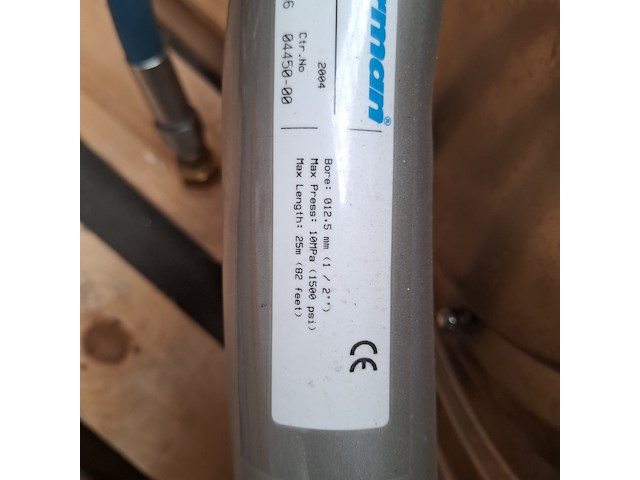 rman®
2004
Ctr.No
6 04450-00
Bore: Ø12,5 mm (1 / 2'')
Max Press: 10MPa (1500 psi)
Max Length: 25m (82 feet)
CE